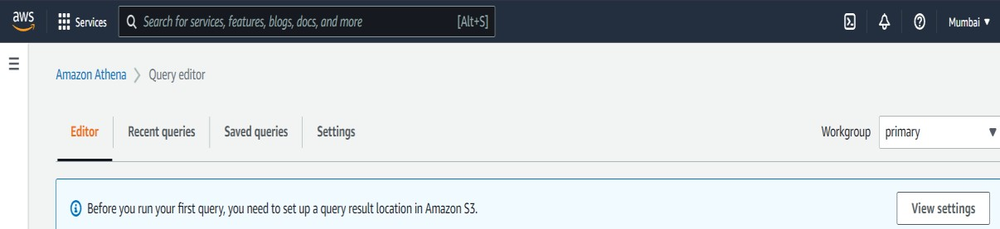 aws Services Search for services, features, blogs, docs, and more [Alt+S] Mumbai ▼
Amazon Athena > Query editor
Editor Recent queries Saved queries Settings Workgroup primary ▼
Before you run your first query, you need to set up a query result location in Amazon S3. View settings